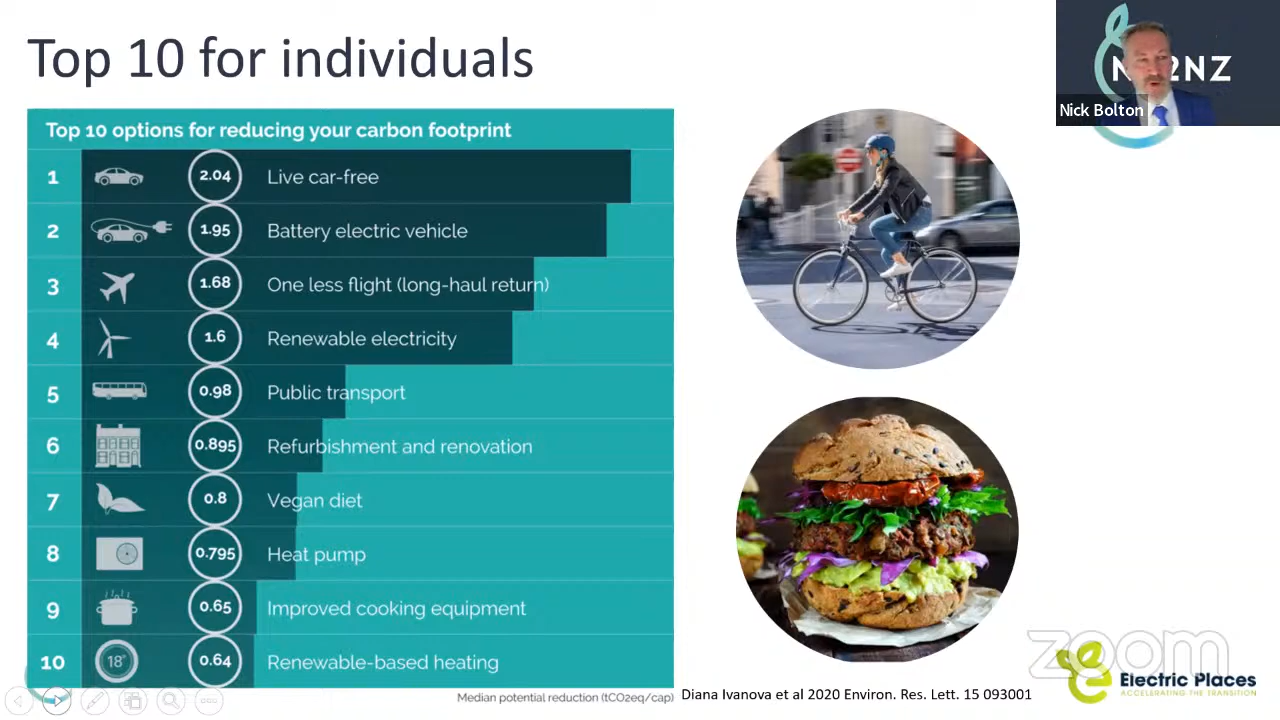 Top 10 for individuals
Top 10 options for reducing your carbon footprint
1 2.04 Live car-free
2 1.95 Battery electric vehicle
3 1.68 One less flight (long-haul return)
4 1.6 Renewable electricity
5 0.98 Public transport
6 0.895 Refurbishment and renovation
7 0.8 Vegan diet
8 0.795 Heat pump
9 0.65 Improved cooking equipment
10 18° 0.64 Renewable-based heating
Median potential reduction (tCO2eq/cap)
Diana Ivanova et al 2020 Environ. Res. Lett. 15 093001
2NZ
Nick Bolton
zoom
Electric Places
ACCELERATING THE TRANSITION